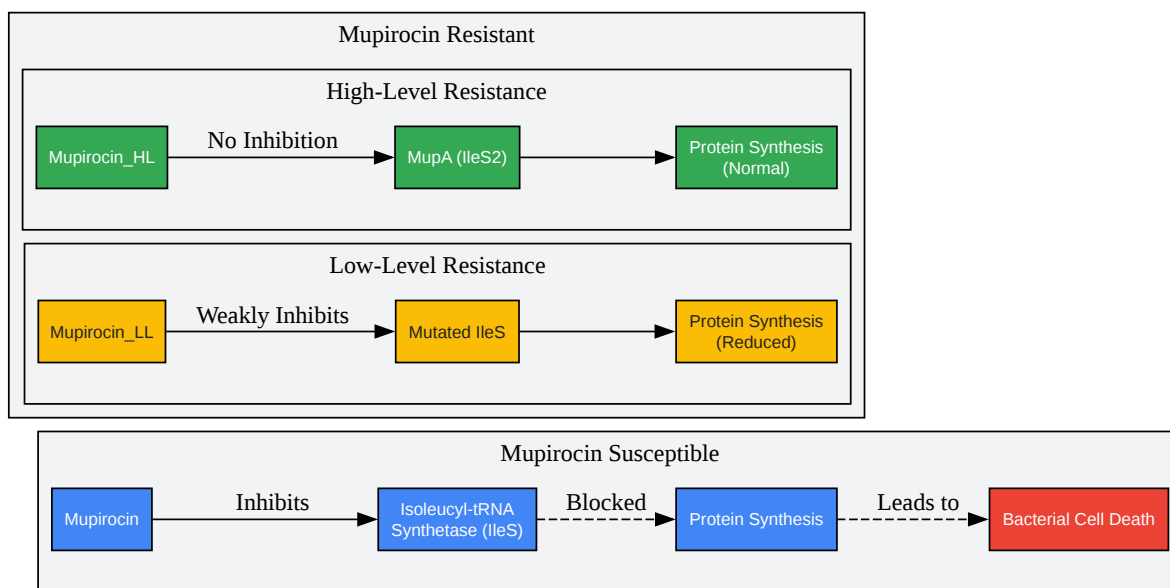 Mupirocin Resistant
High-Level Resistance
Mupirocin_HL
No Inhibition
MupA (IleS2)
Protein Synthesis
(Normal)
Low-Level Resistance
Mupirocin_LL
Weakly Inhibits
Mutated IleS
Protein Synthesis
(Reduced)
Mupirocin Susceptible
Mupirocin
Inhibits
Isoleucyl-tRNA
Synthetase (IleS)
Blocked
Protein Synthesis
Leads to
Bacterial Cell Death